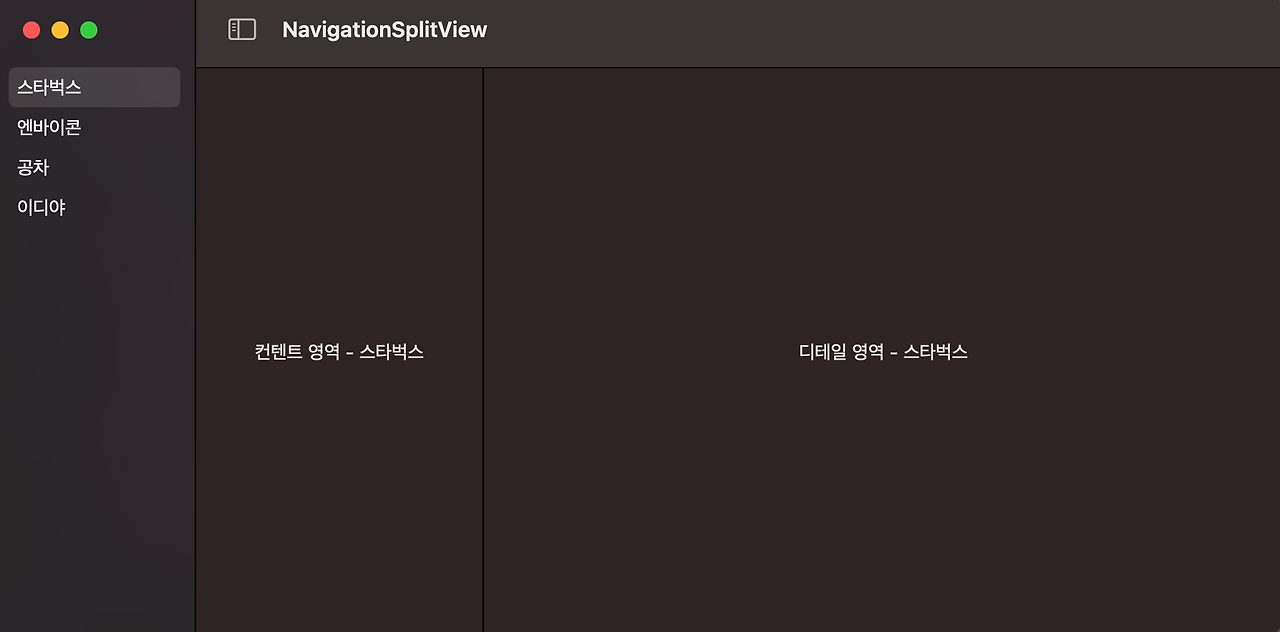 NavigationSplitView
스타벅스
엔바이콘
공차
이디야
컨텐트 영역 - 스타벅스
디테일 영역 - 스타벅스